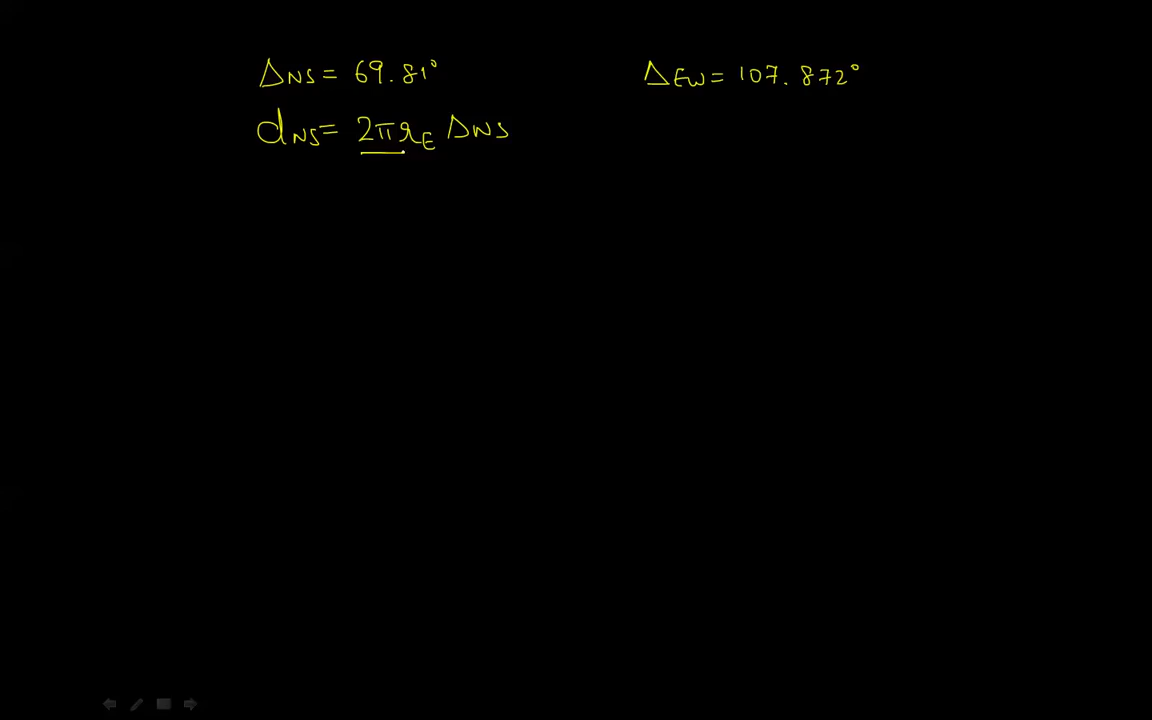 ΔNS = 69.81° ΔEW = 107.872°
dNS = 2πrE ΔNS